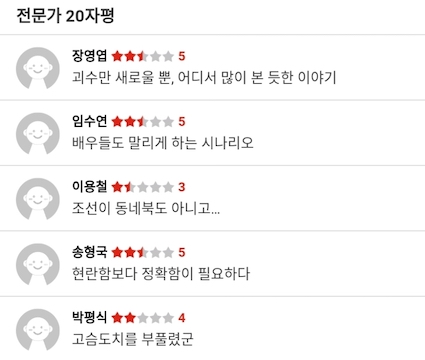 전문가 20자평
장영엽 ★★★★★ 5
괴수만 새로울 뿐, 어디서 많이 본 듯한 이야기
임수연 ★★★★★ 5
배우들도 말리게 하는 시나리오
이용철 ★★★★★ 3
조선이 동네북도 아니고...
송형국 ★★★★★ 5
현란함보다 정확함이 필요하다
박평식 ★★★★★ 4
고슴도치를 부풀렸군